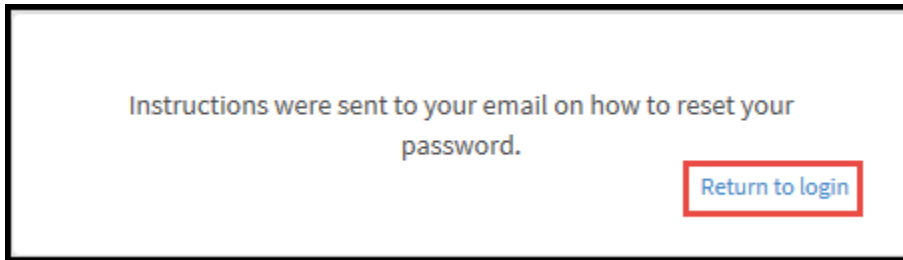 Instructions were sent to your email on how to reset your
password.
Return to login